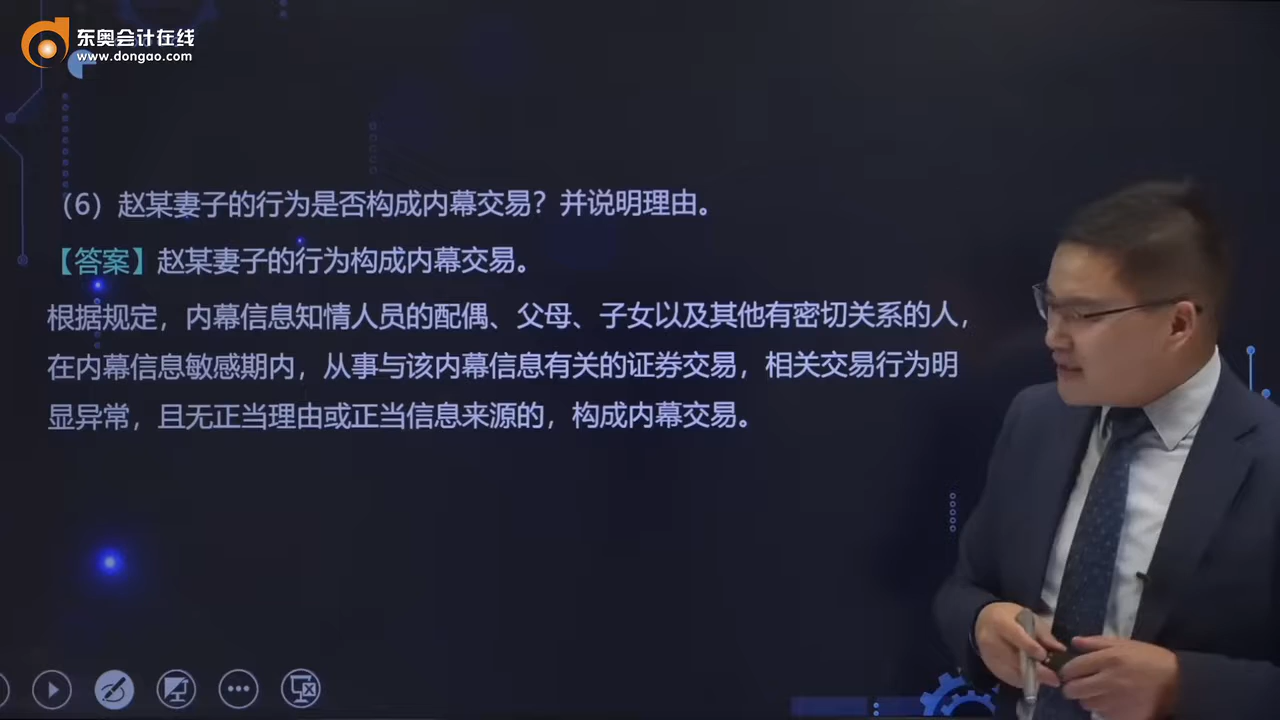 东奥会计在线
www.dongao.com
(6) 赵某妻子的行为是否构成内幕交易？并说明理由。
【答案】赵某妻子的行为构成内幕交易。
根据规定，内幕信息知情人员的配偶、父母、子女以及其他有密切关系的人，
在内幕信息敏感期内，从事与该内幕信息有关的证券交易，相关交易行为明
显异常，且无正当理由或正当信息来源的，构成内幕交易。